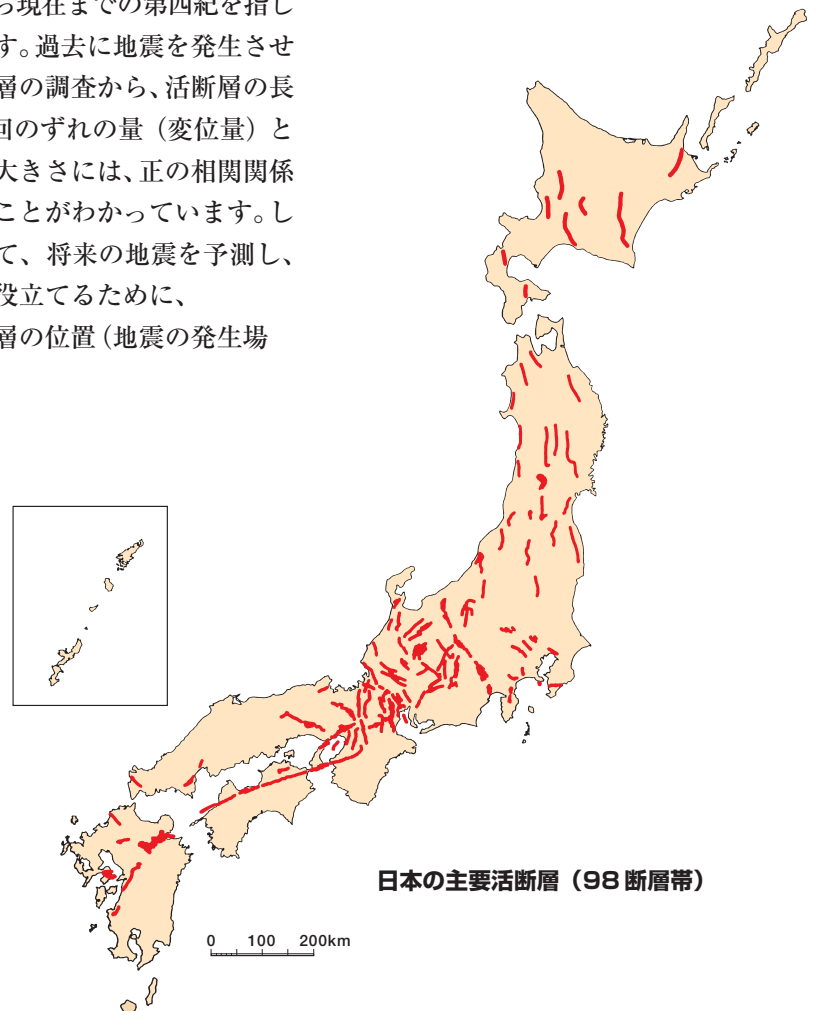 ら現在までの第四紀を指し
す。過去に地震を発生させ
層の調査から、活断層の長
回のずれの量（変位量）と
大きさには、正の相関関係
ことがわかっています。し
て、将来の地震を予測し、
役立てるために、
層の位置（地震の発生場
日本の主要活断層（98 断層帯）
0 100 200km